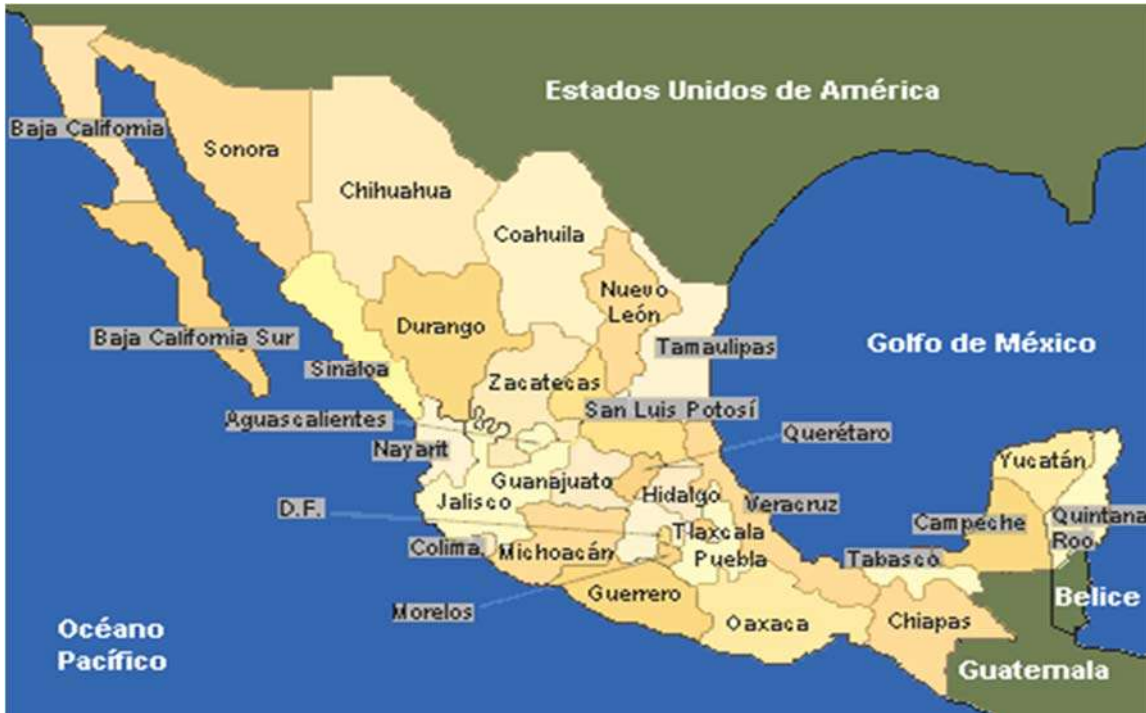 Estados Unidos de América
Baja California
Sonora
Chihuahua
Coahuila
Nuevo
León
Durango
Baja California Sur
Tamaulipas
Golfo de México
Sinaloa
Zacatecas
San Luis Potosí
Aguascalientes
Querétaro
Nayarit
Yucatán
Guanajuato
Hidalgo
Jalisco
D.F.
Veracruz
Campeche
Quintana
Roo
Colima.
Michoacán
Tlaxcala
Puebla
Tabasco
Morelos
Guerrero
Belice
Oaxaca
Chiapas
Océano
Pacífico
Guatemala